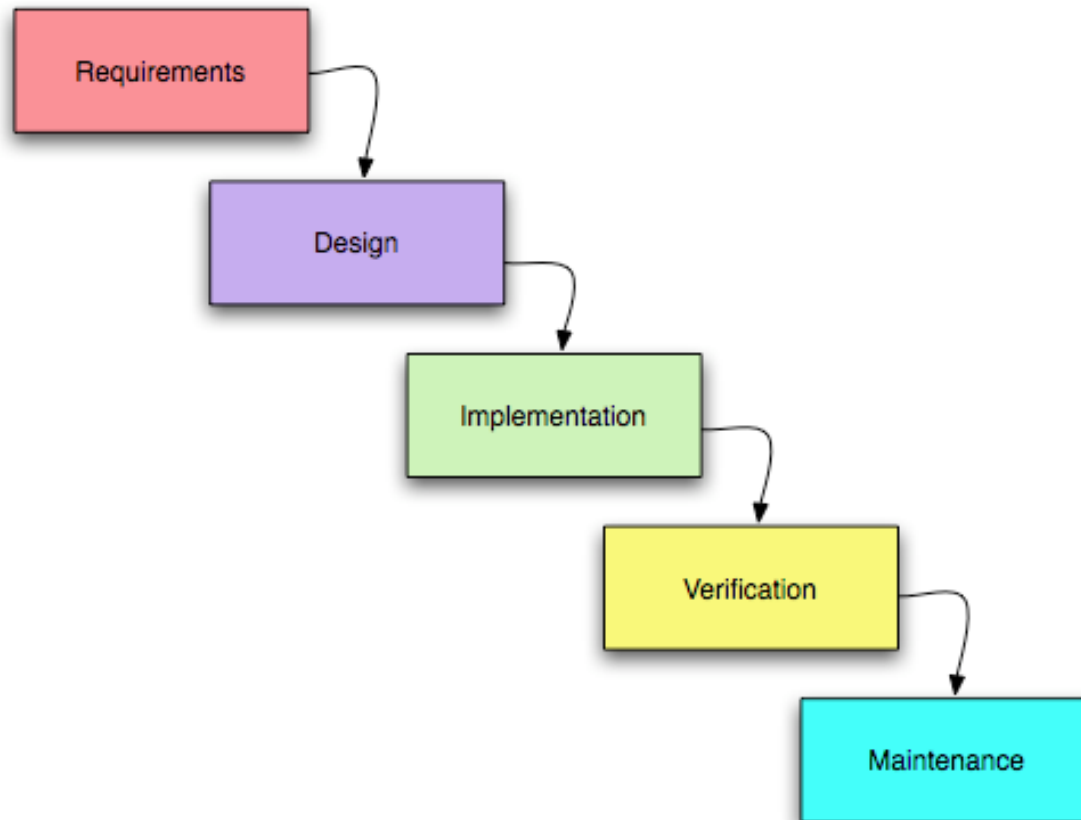 Requirements
Design
Implementation
Verification
Maintenance